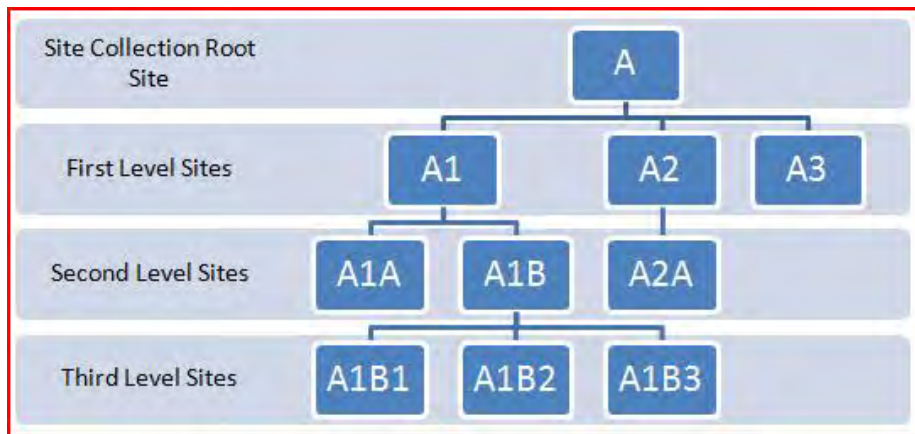 Site Collection Root
Site
A
First Level Sites
A1 A2 A3
Second Level Sites
A1A A1B A2A
Third Level Sites
A1B1 A1B2 A1B3